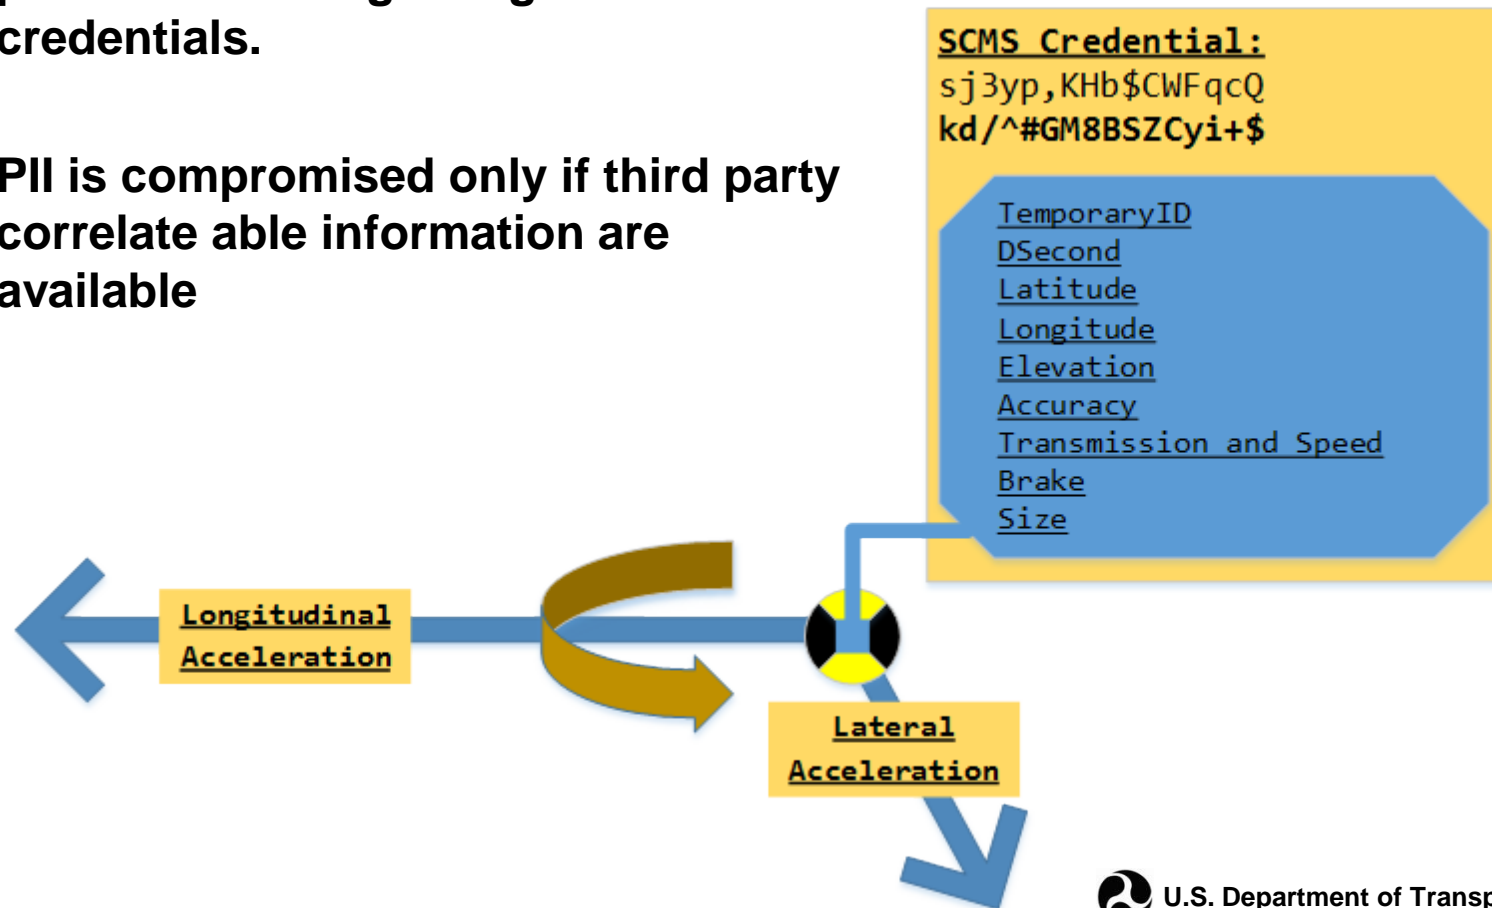 credentials.
PII is compromised only if third party
correlate able information are
available
SCMS Credential:
sj3yp,KHb$CWFqcQ
kd/^#GM8BSZCyi+$
TemporaryID
DSecond
Latitude
Longitude
Elevation
Accuracy
Transmission and Speed
Brake
Size
Longitudinal
Acceleration
Lateral
Acceleration
U.S. Department of Transp